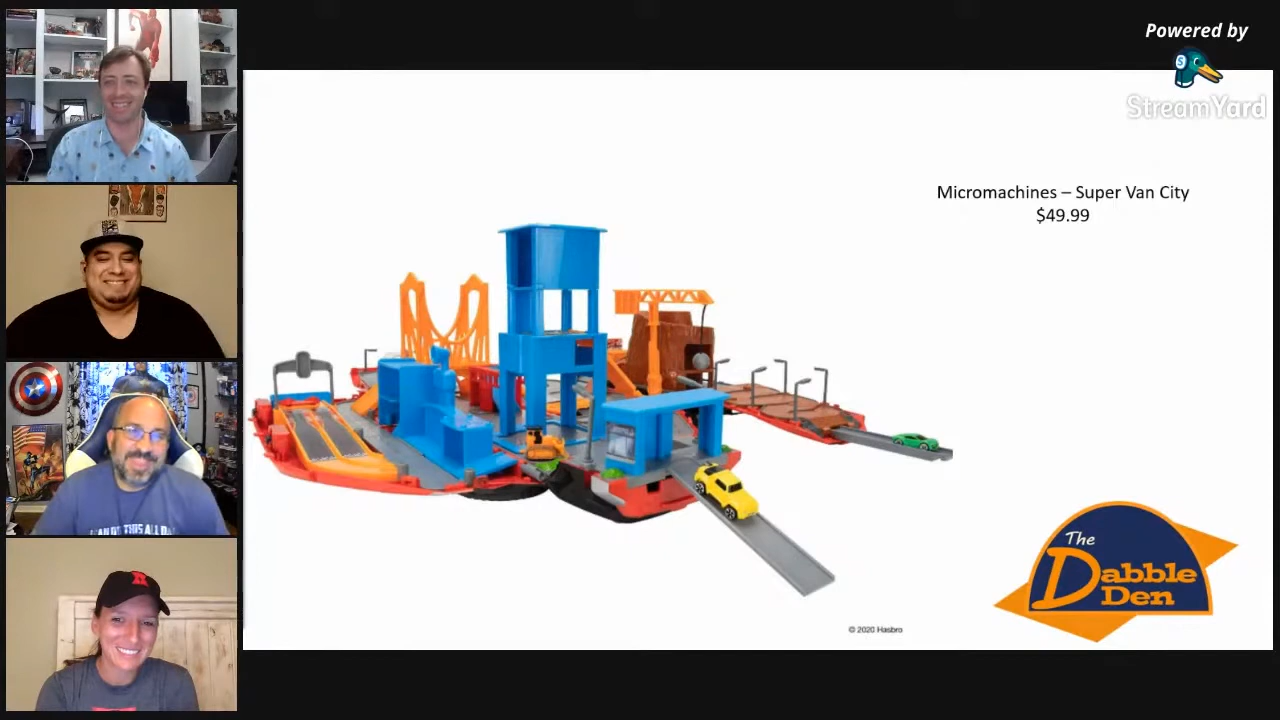 Powered by
StreamYard
Micromachines – Super Van City
$49.99
The
Dabble
Den
© 2020 Hasbro